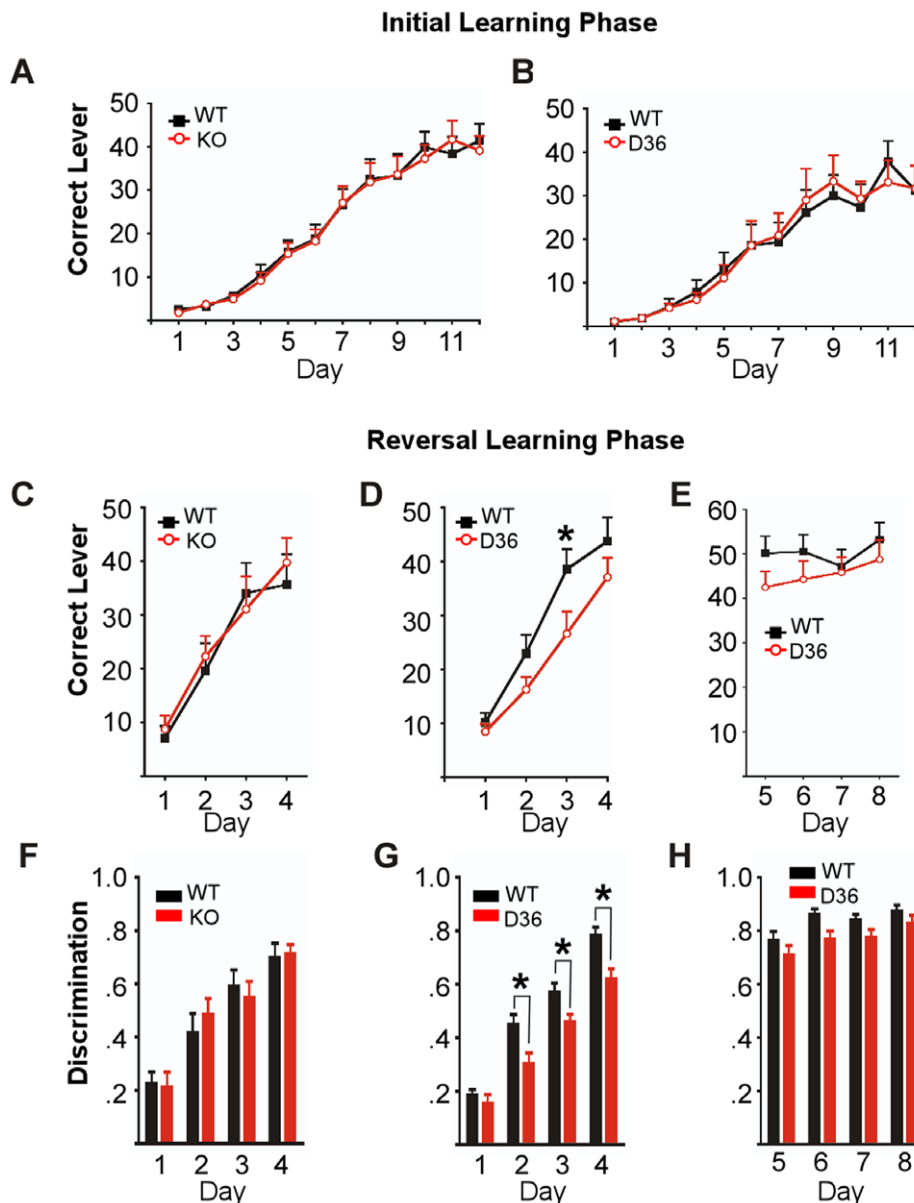 Initial Learning Phase
A
B
Correct Lever
50
40
30
20
10
WT
KO
1 3 5 7 9 11
Day
50
40
30
20
10
WT
D36
1 3 5 7 9 11
Day
Reversal Learning Phase
C
D
E
Correct Lever
50
40
30
20
10
WT
KO
1 2 3 4
Day
50
40
30
20
10
WT
D36
*
1 2 3 4
Day
60
50
40
30
20
10
WT
D36
5 6 7 8
Day
F
G
H
Discrimination
1.0
.8
.6
.4
.2
WT
KO
1 2 3 4
Day
1.0
.8
.6
.4
.2
WT
D36
* * *
1 2 3 4
Day
1.0
.8
.6
.4
.2
WT
D36
5 6 7 8
Day